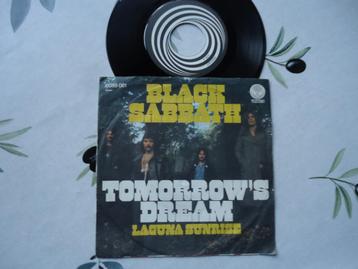 BLACK
SABBATH
TOMORROW'S
DREAM
LAGUNA SUNRISE